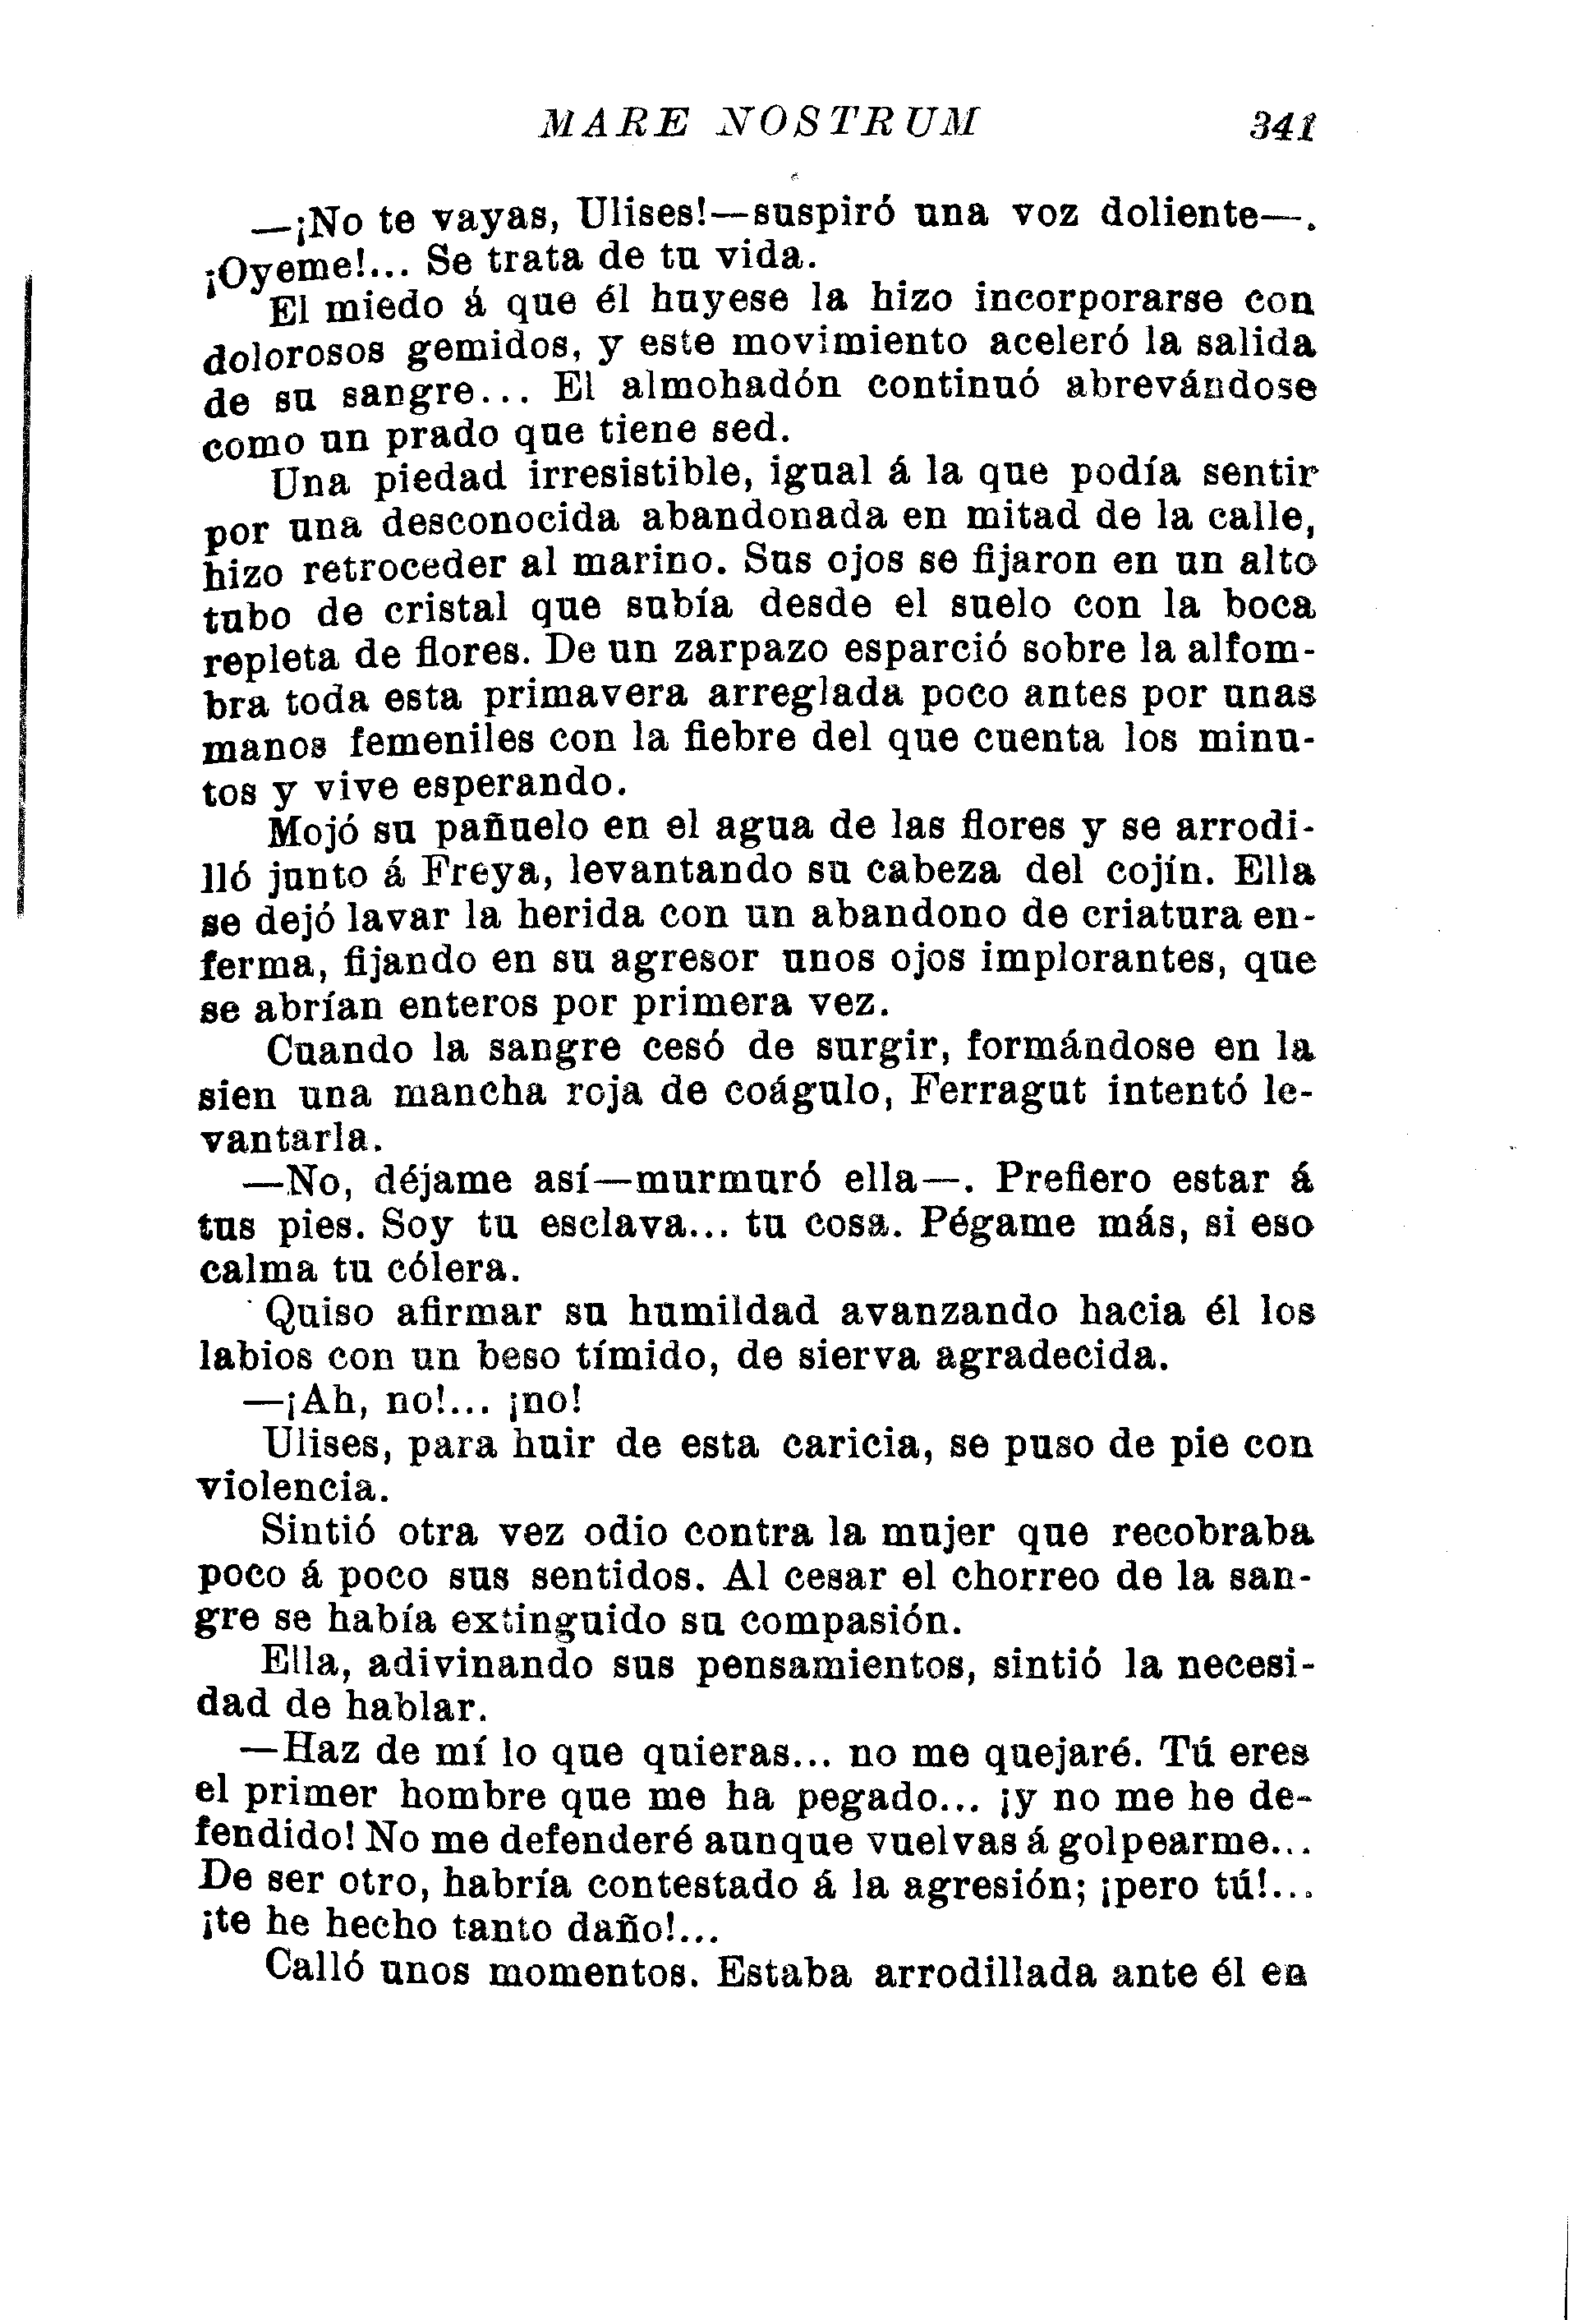 MARE NOSTRUM 341
—¡No te vayas, Ulises!—suspiró una voz doliente—.
¡Oyeme!... Se trata de tu vida.
El miedo á que él huyese la hizo incorporarse con
dolorosos gemidos, y este movimiento aceleró la salida
de su sangre... El almohadón continuó abrevándose
como un prado que tiene sed.
Una piedad irresistible, igual á la que podía sentir
por una desconocida abandonada en mitad de la calle,
hizo retroceder al marino. Sus ojos se fijaron en un alto
tubo de cristal que subía desde el suelo con la boca
repleta de flores. De un zarpazo esparció sobre la alfom-
bra toda esta primavera arreglada poco antes por unas
manos femeniles con la fiebre del que cuenta los minu-
tos y vive esperando.
Mojó su pañuelo en el agua de las flores y se arrodi-
lló junto á Freya, levantando su cabeza del cojín. Ella
se dejó lavar la herida con un abandono de criatura en-
ferma, fijando en su agresor unos ojos implorantes, que
se abrían enteros por primera vez.
Cuando la sangre cesó de surgir, formándose en la
sien una mancha roja de coágulo, Ferragut intentó le-
vantarla.
—No, déjame así—murmuró ella—. Prefiero estar á
tus pies. Soy tu esclava... tu cosa. Pégame más, si eso
calma tu cólera.
Quiso afirmar su humildad avanzando hacia él los
labios con un beso tímido, de sierva agradecida.
—¡Ah, no!... ¡no!
Ulises, para huir de esta caricia, se puso de pie con
violencia.
Sintió otra vez odio contra la mujer que recobraba
poco á poco sus sentidos. Al cesar el chorreo de la san-
gre se había extinguido su compasión.
Ella, adivinando sus pensamientos, sintió la necesi-
dad de hablar.
—Haz de mí lo que quieras... no me quejaré. Tú eres
el primer hombre que me ha pegado... ¡y no me he de-
fendido! No me defenderé aunque vuelvas á golpearme...
De ser otro, habría contestado á la agresión; ¡pero tú!...
¡te he hecho tanto daño!...
Calló unos momentos. Estaba arrodillada ante él en